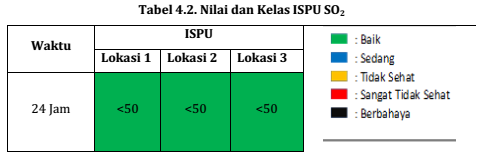 Tabel 4.2. Nilai dan Kelas ISPU SO₂
Waktu
ISPU
Lokasi 1 Lokasi 2 Lokasi 3
24 Jam <50 <50 <50
: Baik
: Sedang
: Tidak Sehat
: Sangat Tidak Sehat
: Berbahaya